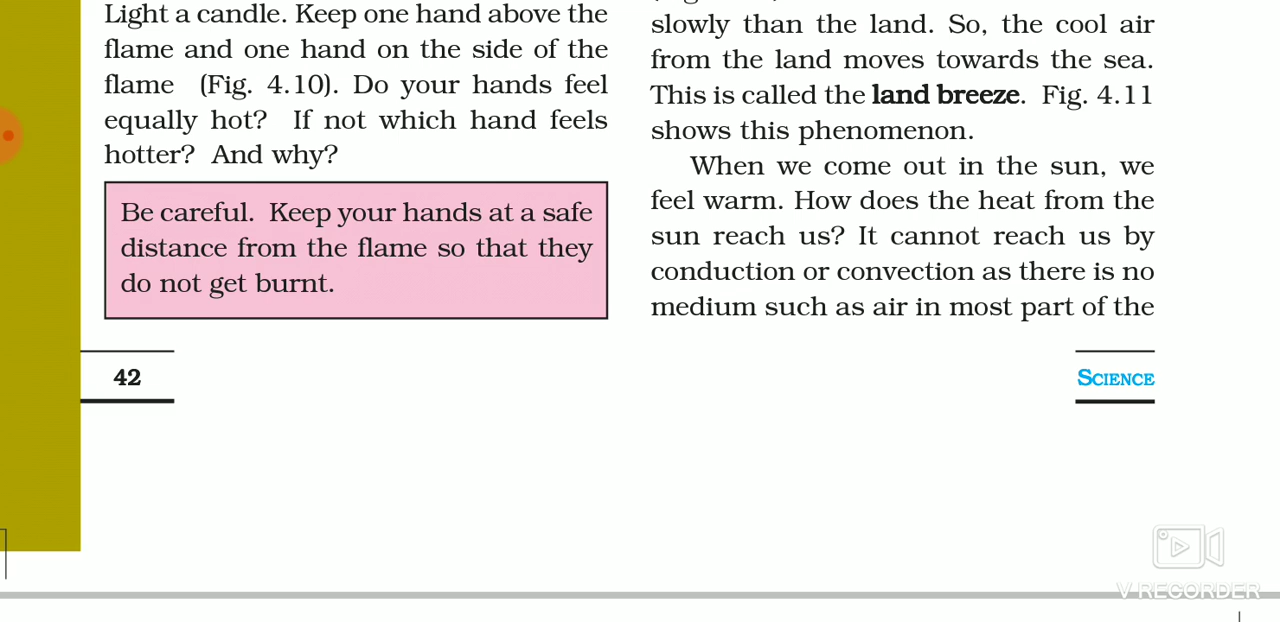 Light a candle. Keep one hand above the
flame and one hand on the side of the
flame (Fig. 4.10). Do your hands feel
equally hot? If not which hand feels
hotter? And why?
Be careful. Keep your hands at a safe
distance from the flame so that they
do not get burnt.
slowly than the land. So, the cool air
from the land moves towards the sea.
This is called the land breeze. Fig. 4.11
shows this phenomenon.
When we come out in the sun, we
feel warm. How does the heat from the
sun reach us? It cannot reach us by
conduction or convection as there is no
medium such as air in most part of the
42
SCIENCE
V RECORDER